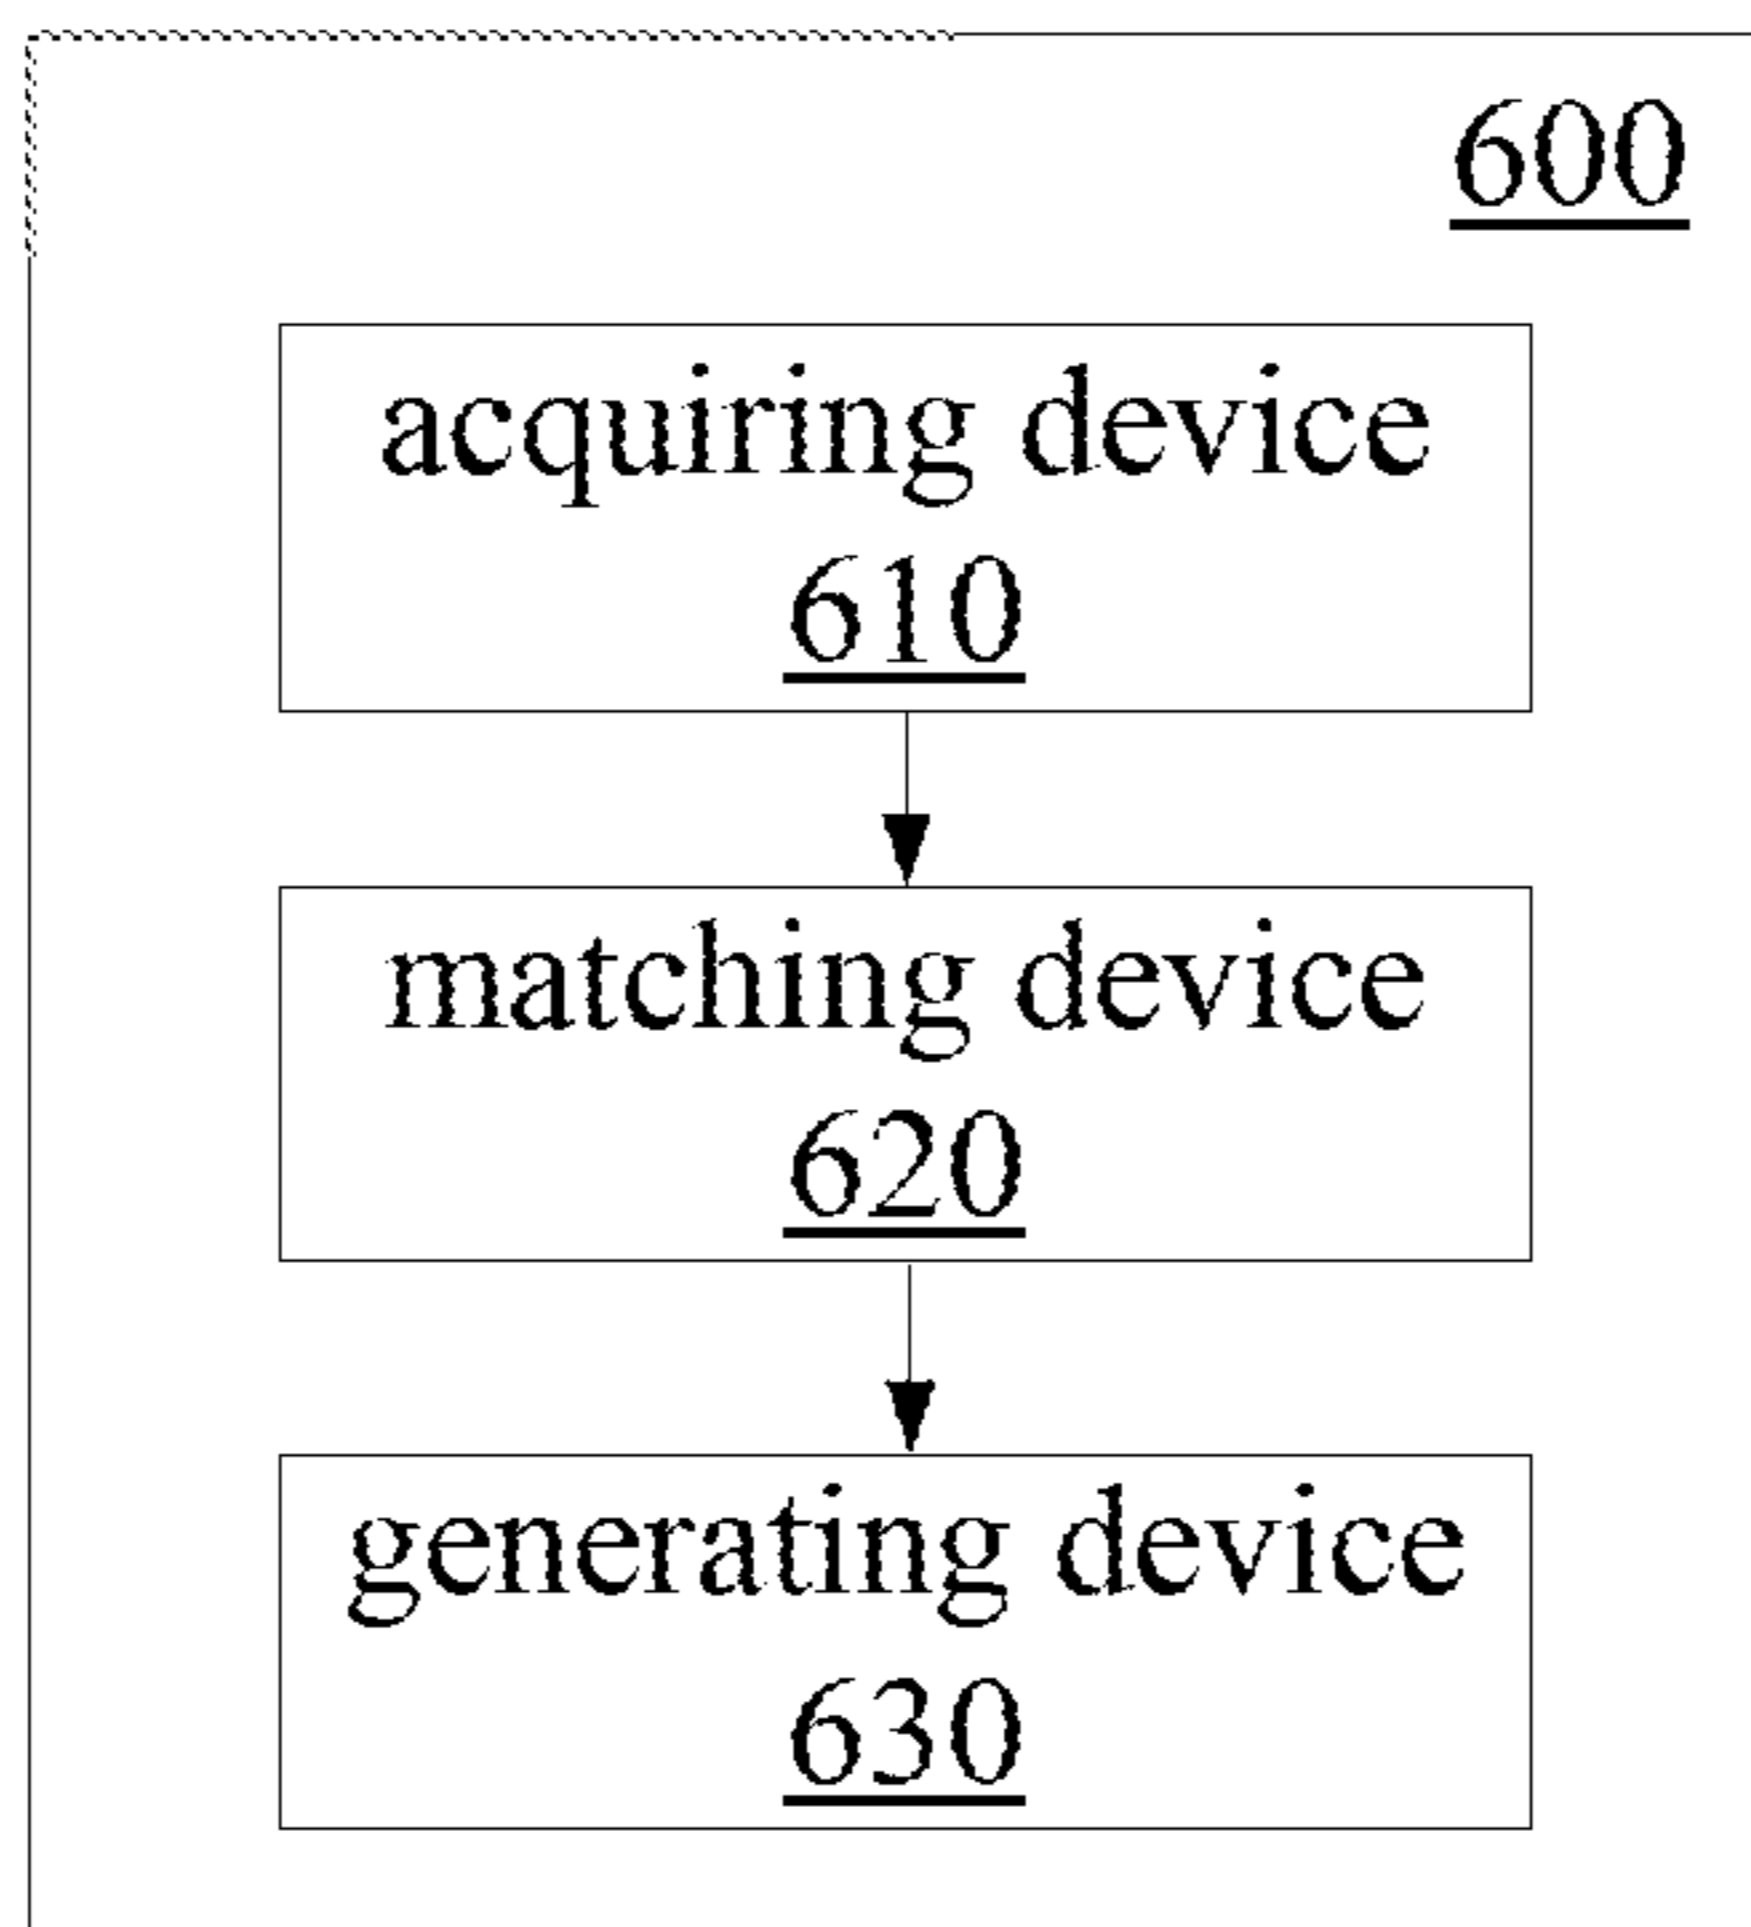 600
acquiring device
610
matching device
620
generating device
630